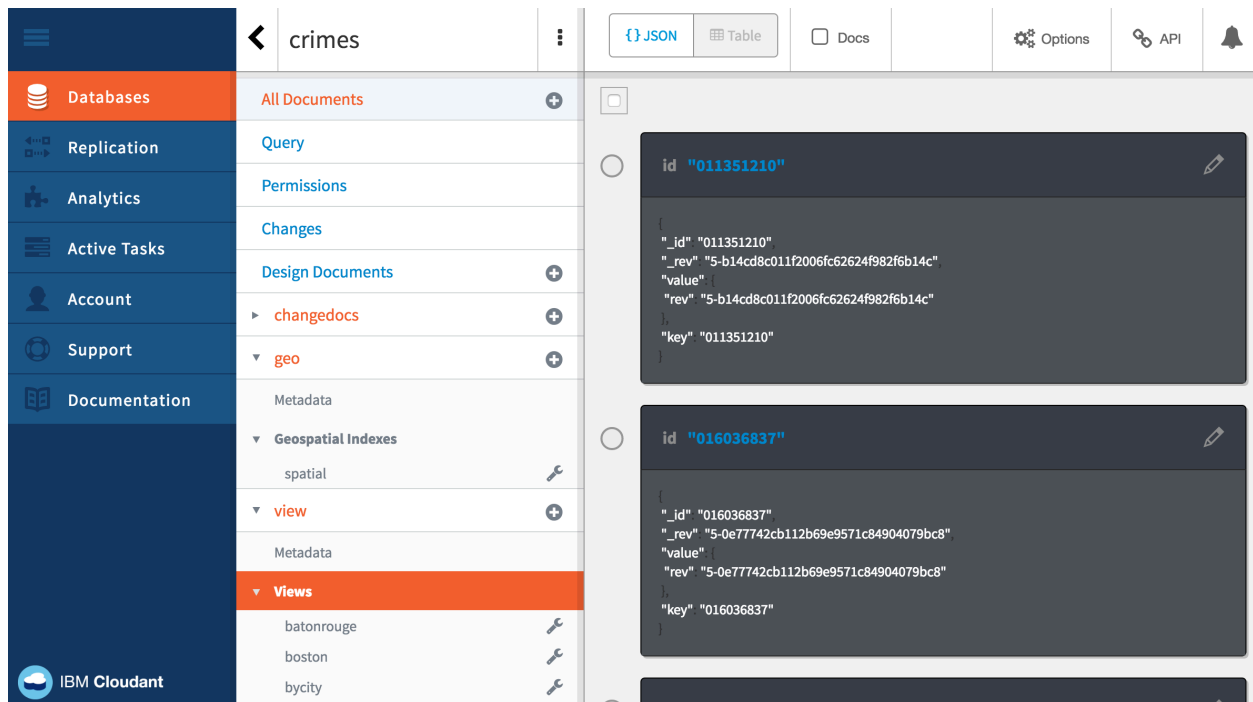 crimes
{} JSON
Table
Docs
Options
API
Databases
Replication
Analytics
Active Tasks
Account
Support
Documentation
IBM Cloudant
All Documents
Query
Permissions
Changes
Design Documents
changedocs
geo
Metadata
Geospatial Indexes
spatial
view
Metadata
Views
batonrouge
boston
bycity
id "011351210"
{
"_id": "011351210",
"_rev": "5-b14cd8c011f2006fc62624f982f6b14c",
"value": {
"rev": "5-b14cd8c011f2006fc62624f982f6b14c"
},
"key": "011351210"
}
id "016036837"
{
"_id": "016036837",
"_rev": "5-0e77742cb112b69e9571c84904079bc8",
"value": {
"rev": "5-0e77742cb112b69e9571c84904079bc8"
},
"key": "016036837"
}